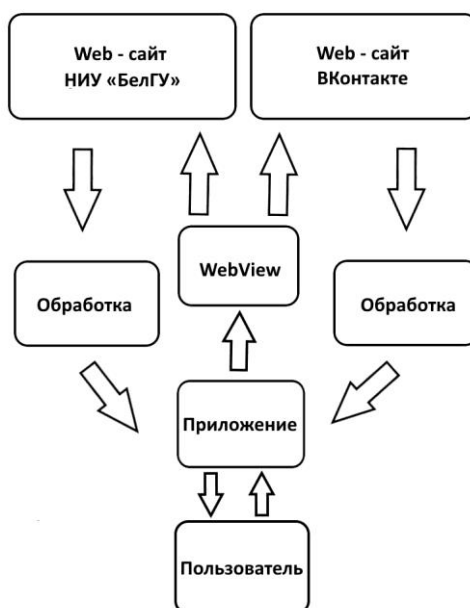 Web - сайт
НИУ «БелГУ»
Web - сайт
ВКонтакте
WebView
Обработка
Обработка
Приложение
Пользователь